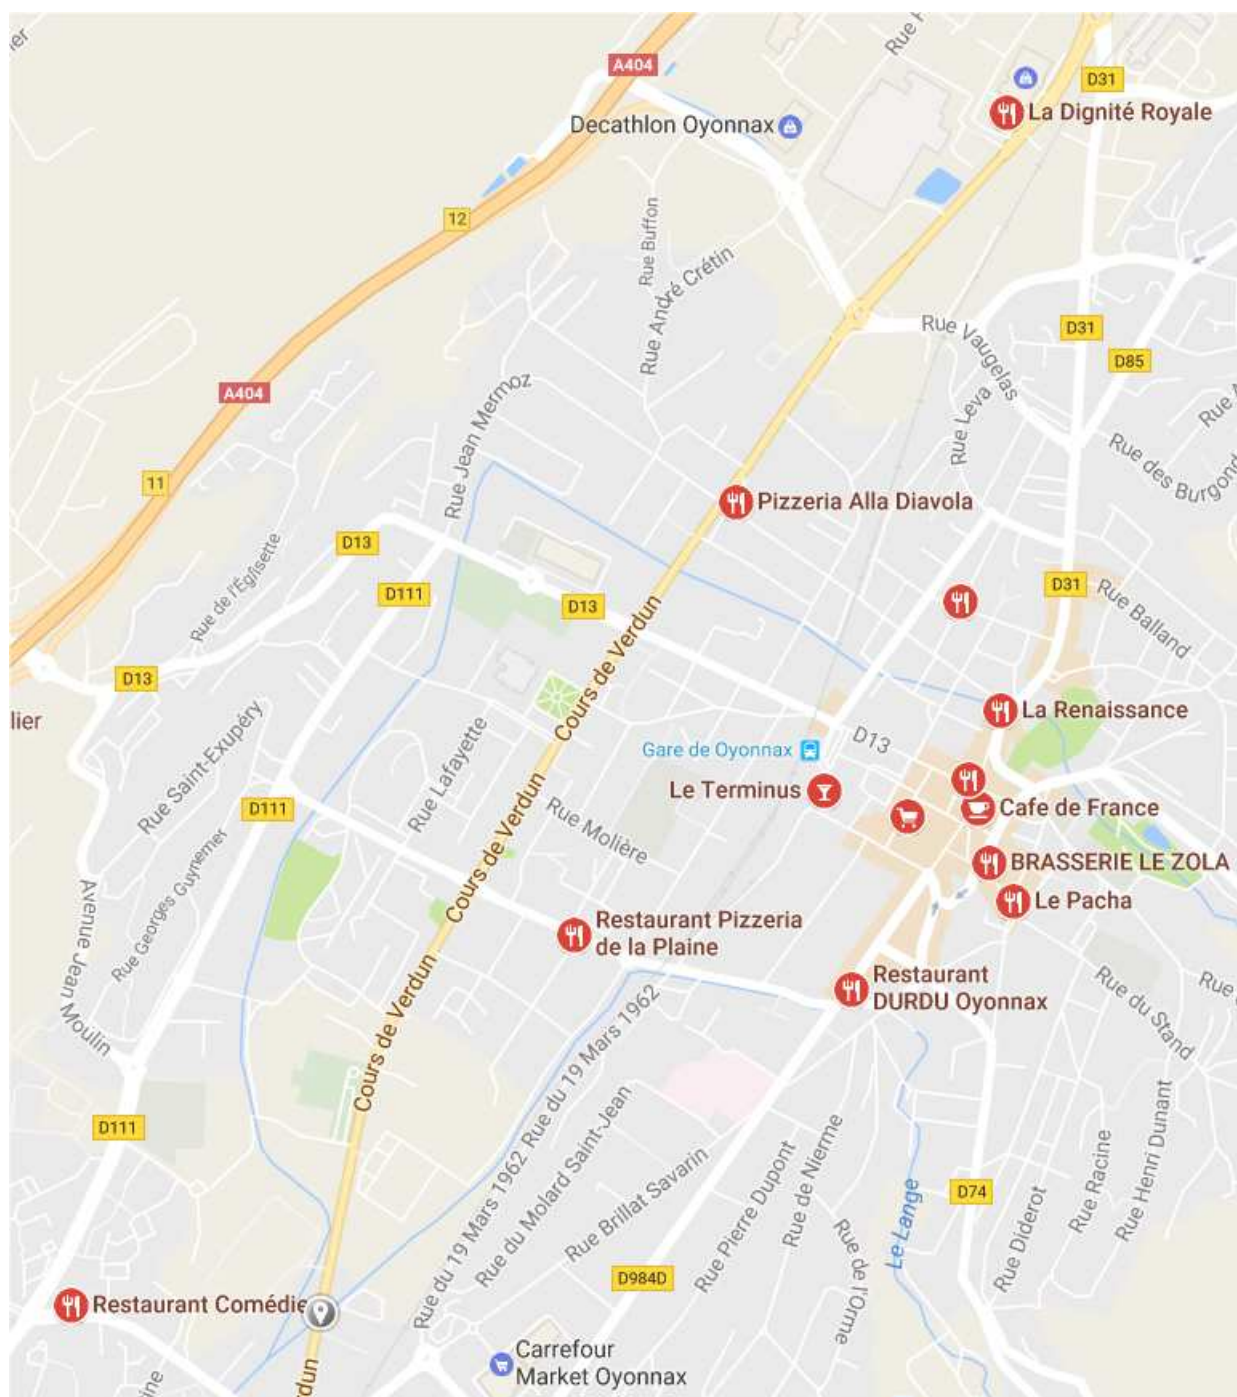 A404
D31
La Dignité Royale
Decathlon Oyonnax
12
Rue Buffon
Rue André Crétin
D31
Rue Vaugelas
D85
A404
Rue Jean Mermoz
Rue Leva
Rue des Burgond
11
Pizzeria Alla Diavola
D13
Rue de l'Églisette
D111
D13
D31
Rue Balland
Cours de Verdun
D13
lier
Rue Saint-Exupéry
La Renaissance
D13
Gare de Oyonnax
Rue Lafayette
Le Terminus
D111
Cafe de France
Rue Molière
Cours de Verdun
Rue Georges Guynemer
BRASSERIE LE ZOLA
Le Pacha
Avenue Jean Moulin
Restaurant Pizzeria
de la Plaine
Restaurant
DURDU Oyonnax
Cours de Verdun
Rue du Stand
Rue du 19 Mars 1962
D111
Rue du 19 Mars 1962
Rue du Molard Saint-Jean
Rue Brillat Savarin
Rue Pierre Dupont
Rue de Nierme
Rue Racine
Rue Henri Dunant
D74
Le Lange
Rue Diderot
Rue de l'Orme
D984D
Restaurant Comédie
Carrefour
Market Oyonnax
rdun
ine